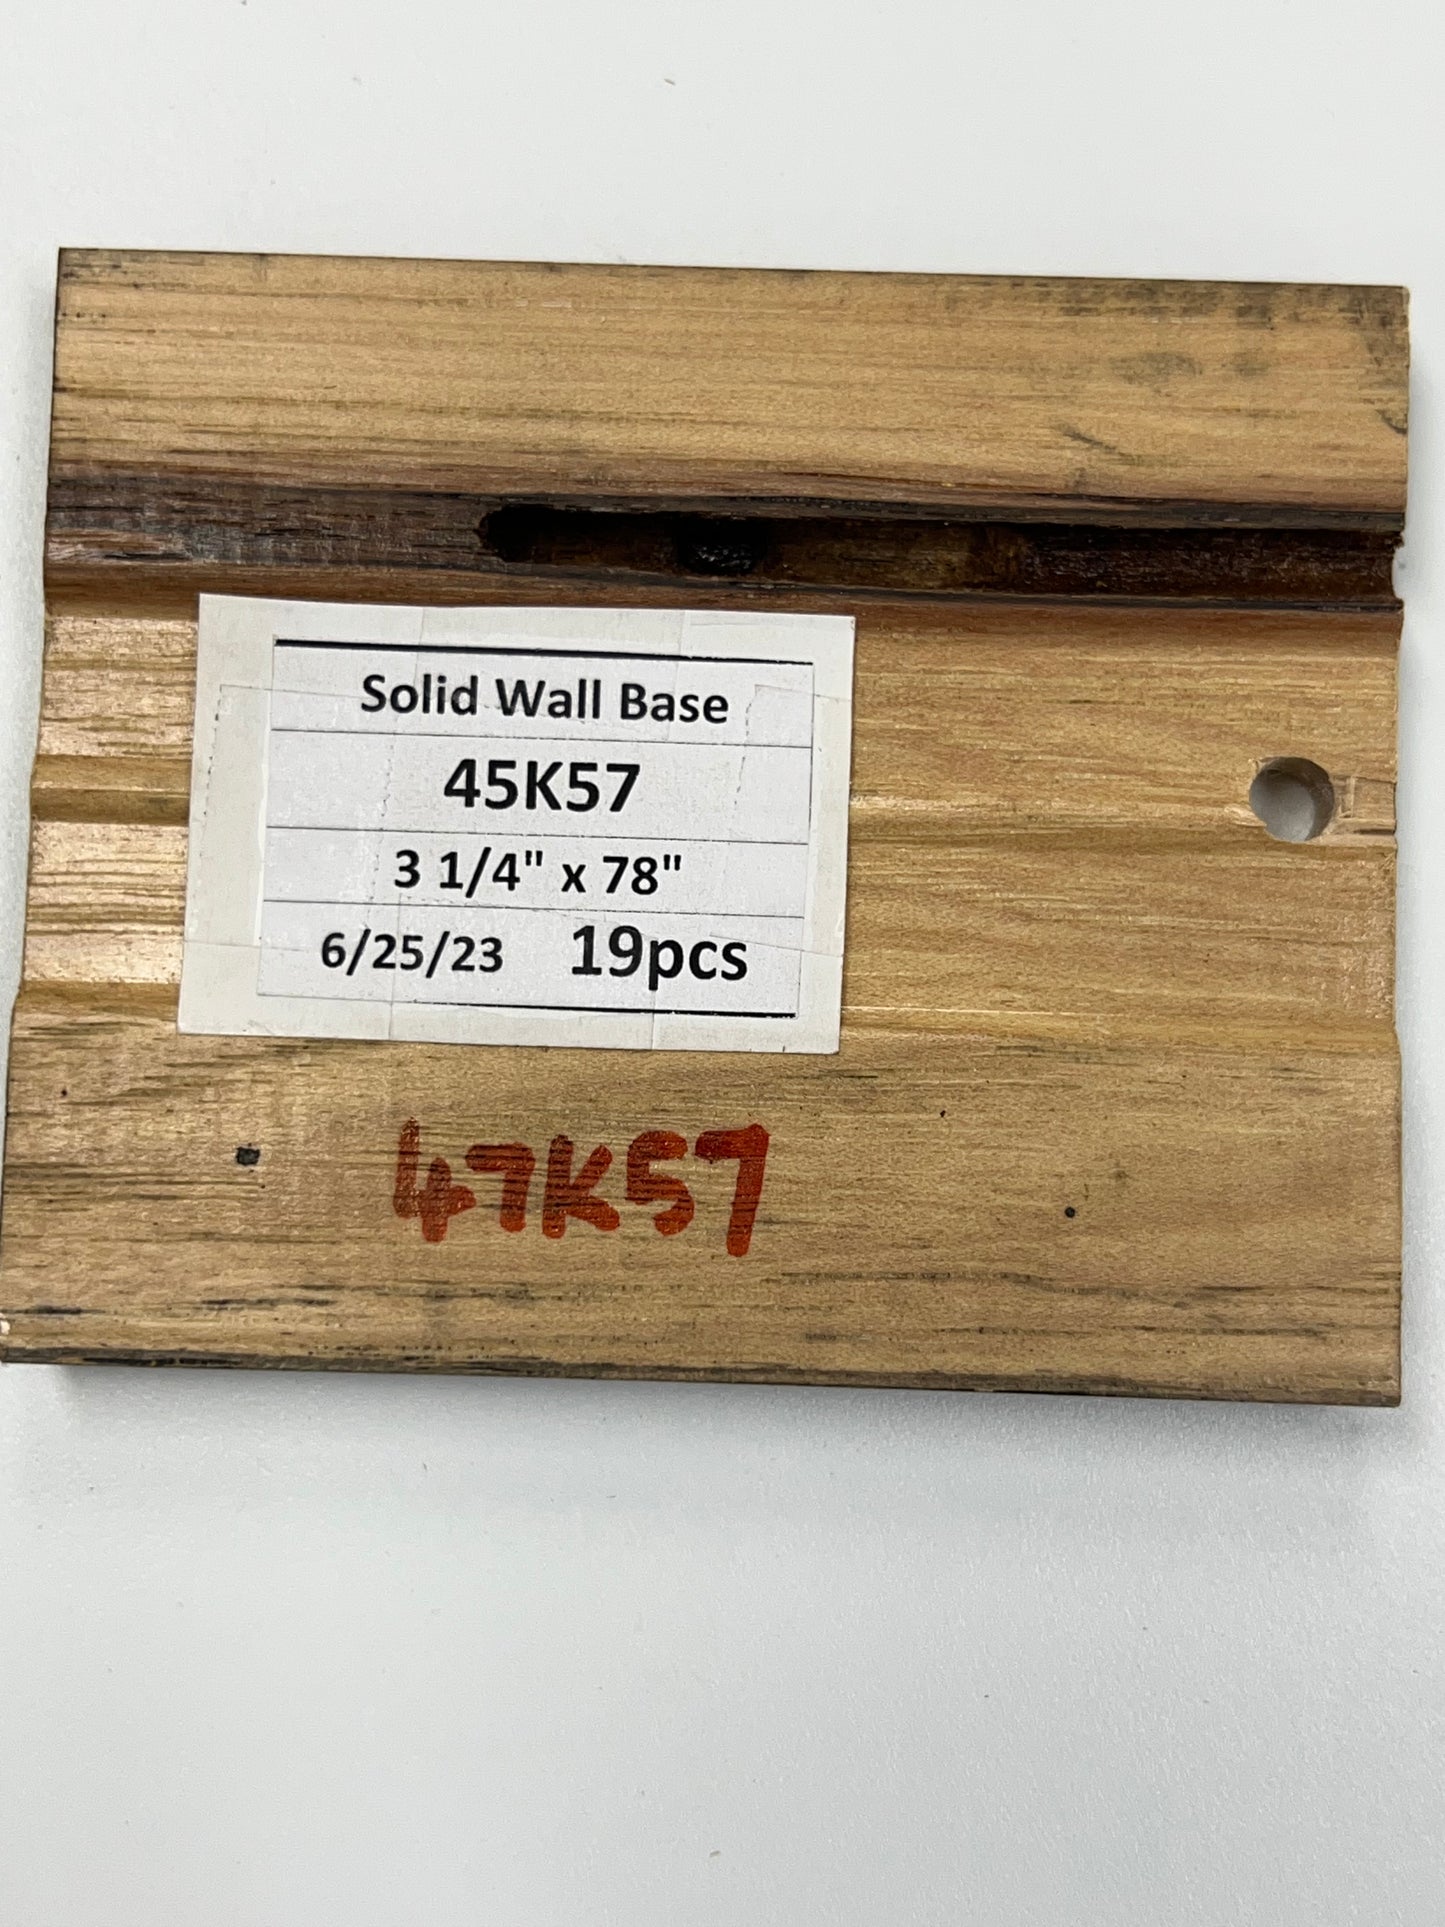 Solid Wall Base
45K57
3 1/4" x 78"
6/25/23 19pcs
47K57